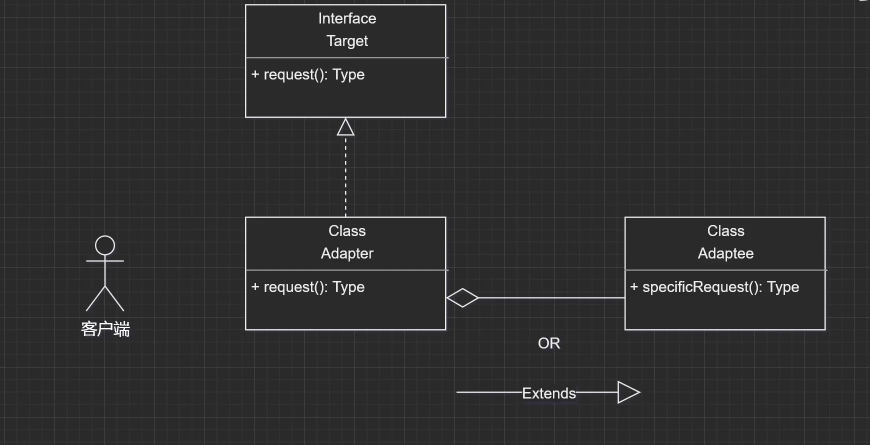 Interface
Target
+ request(): Type
Class
Adapter
+ request(): Type
Class
Adaptee
+ specificRequest(): Type
客户端
OR
Extends